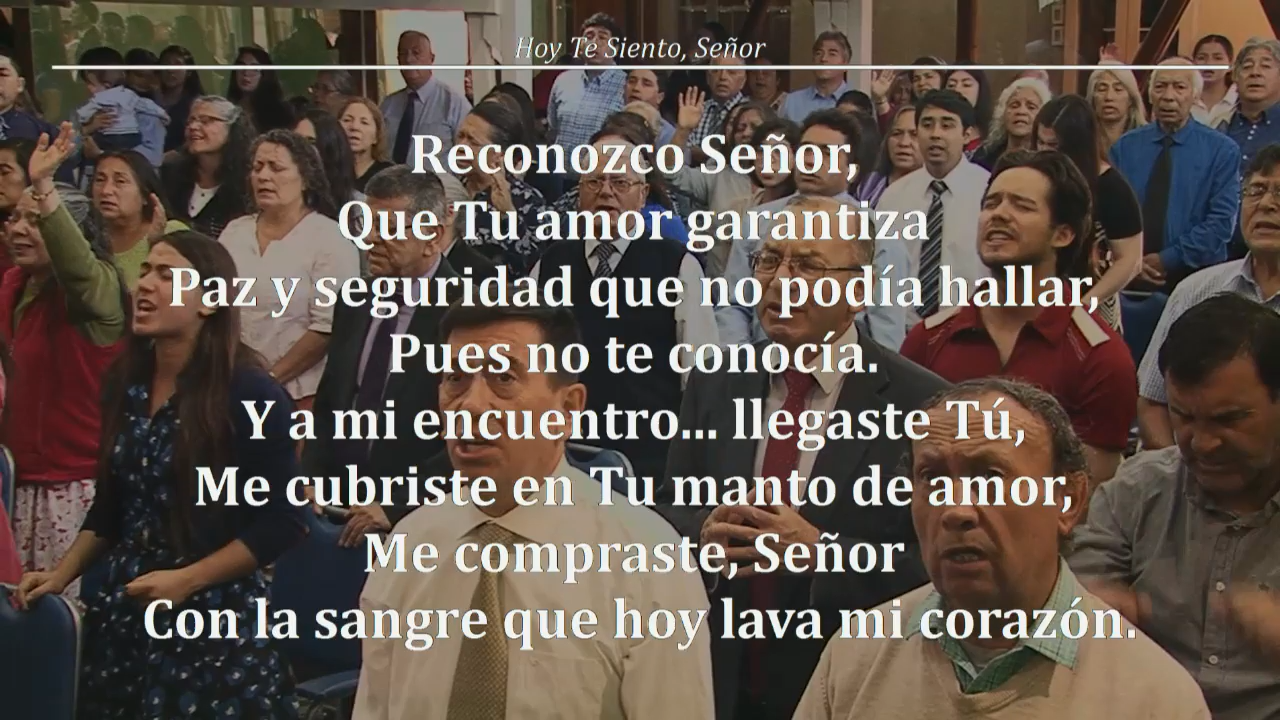 Hoy Te Siento, Señor
Reconozco Señor,
Que Tu amor garantiza
Paz y seguridad que no podía hallar,
Pues no te conocía.
Y a mi encuentro... llegaste Tú,
Me cubriste en Tu manto de amor,
Me compraste, Señor
Con la sangre que hoy lava mi corazón.